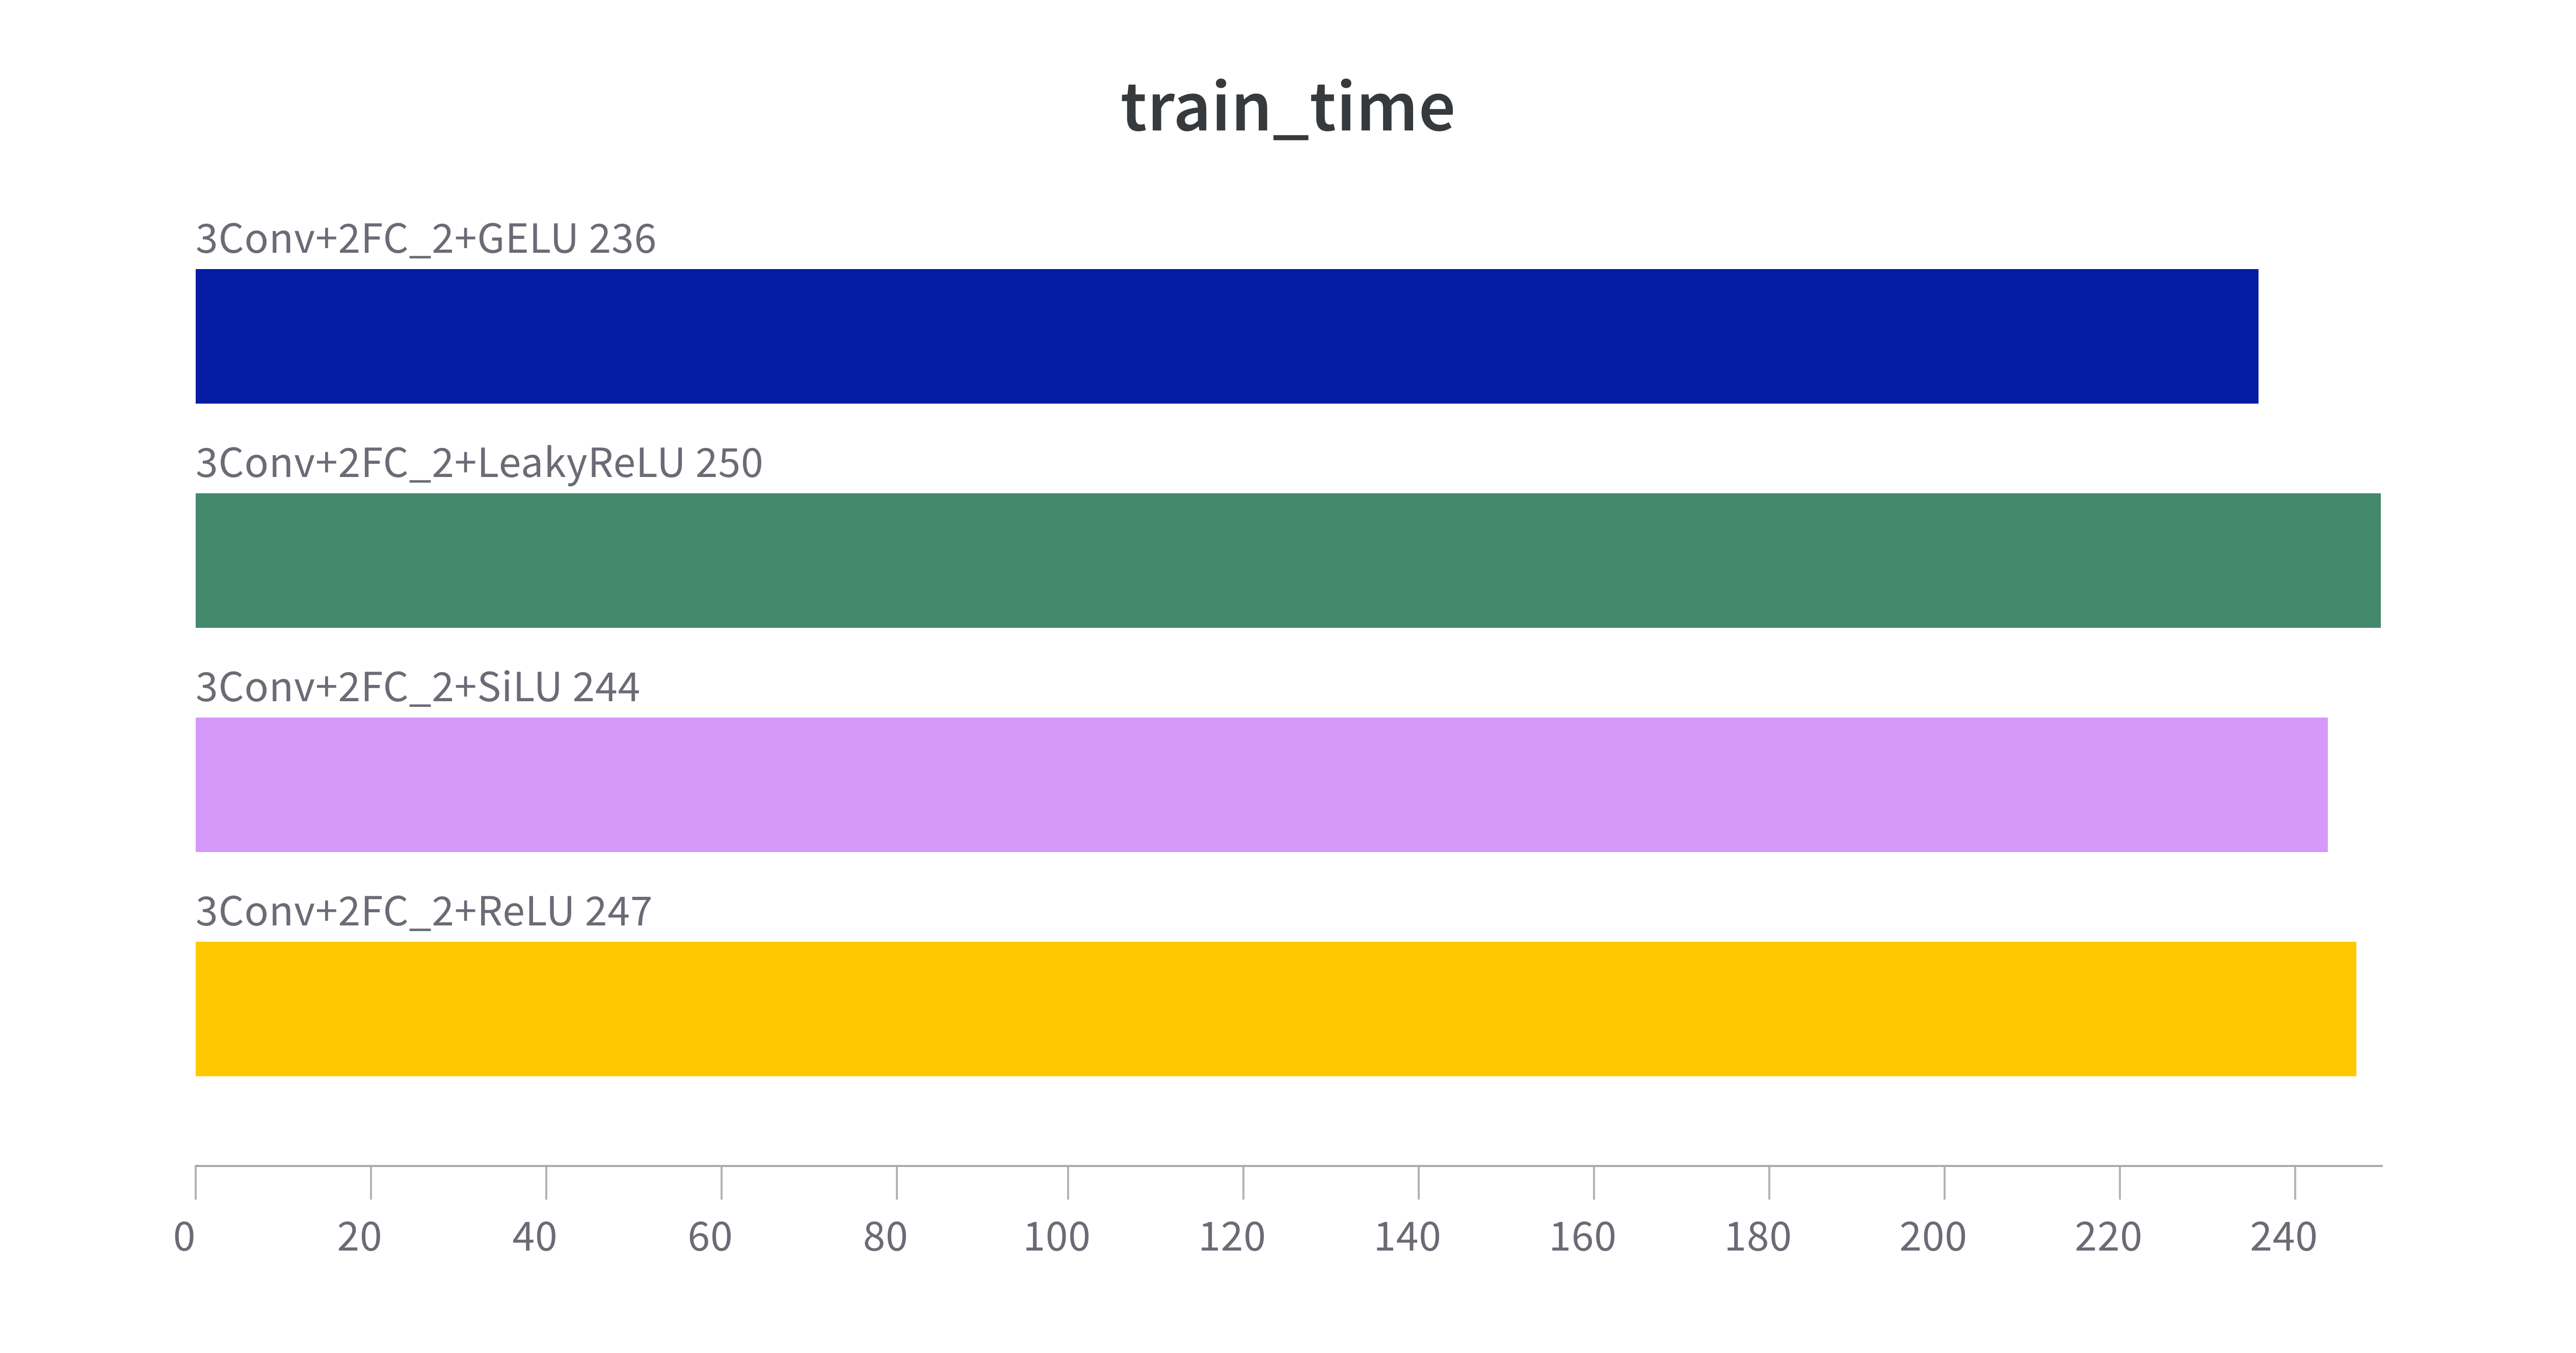 train_time
3Conv+2FC_2+GELU 236
3Conv+2FC_2+LeakyReLU 250
3Conv+2FC_2+SiLU 244
3Conv+2FC_2+ReLU 247
0 20 40 60 80 100 120 140 160 180 200 220 240